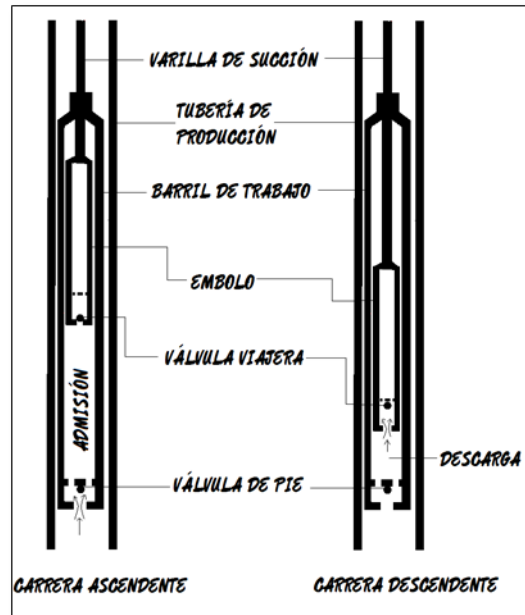 VARILLA DE SUCCIÓN
TUBERÍA DE
PRODUCCIÓN
BARRIL DE TRABAJO
EMBOLO
VÁLVULA VIAJERA
ADMISIÓN
DESCARGA
VÁLVULA DE PIE
CARRERA ASCENDENTE
CARRERA DESCENDENTE